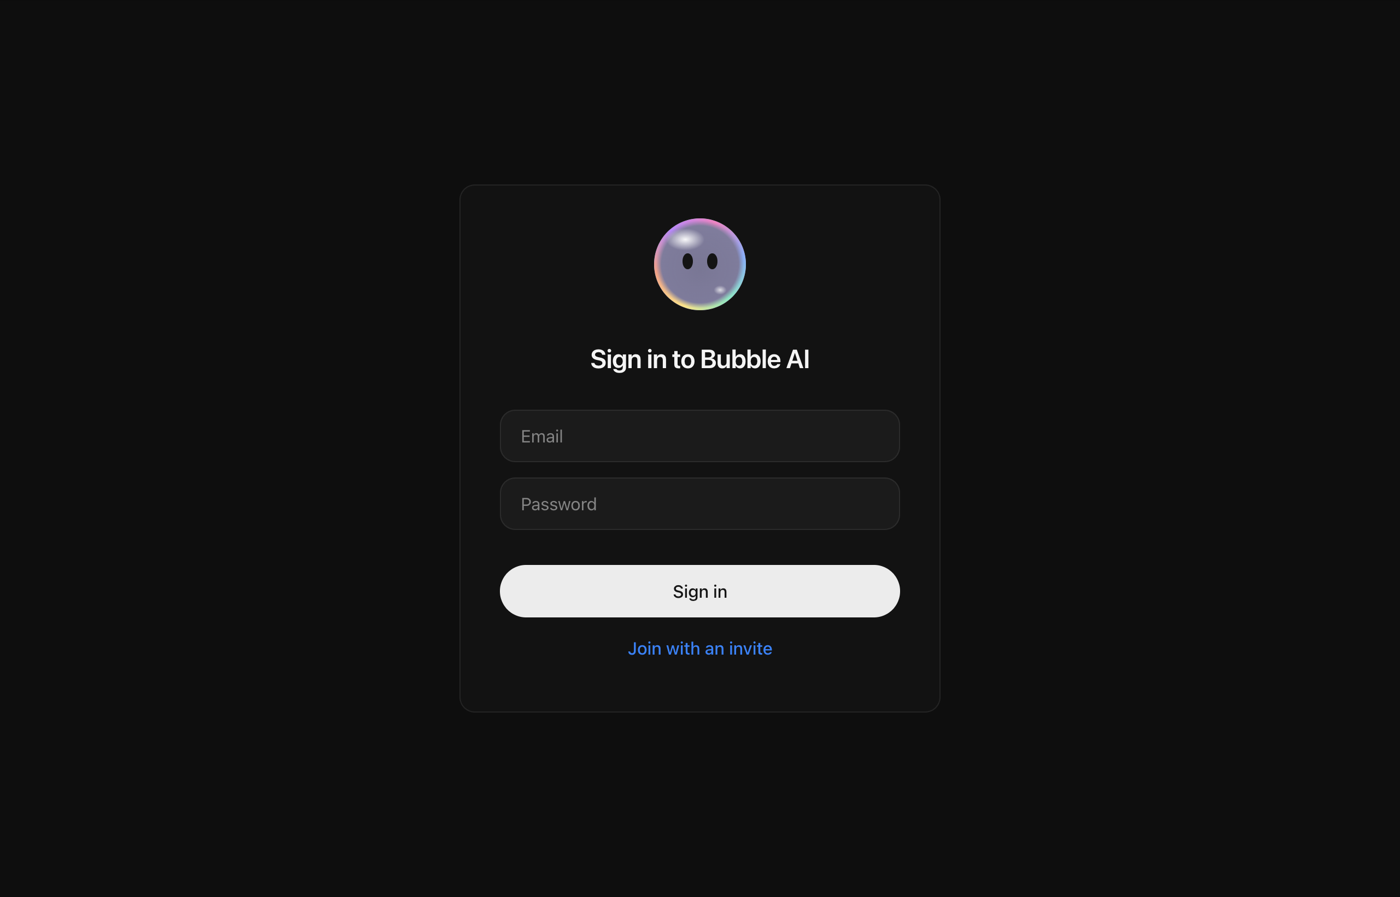 Sign in to Bubble AI
Email
Password
Sign in
Join with an invite